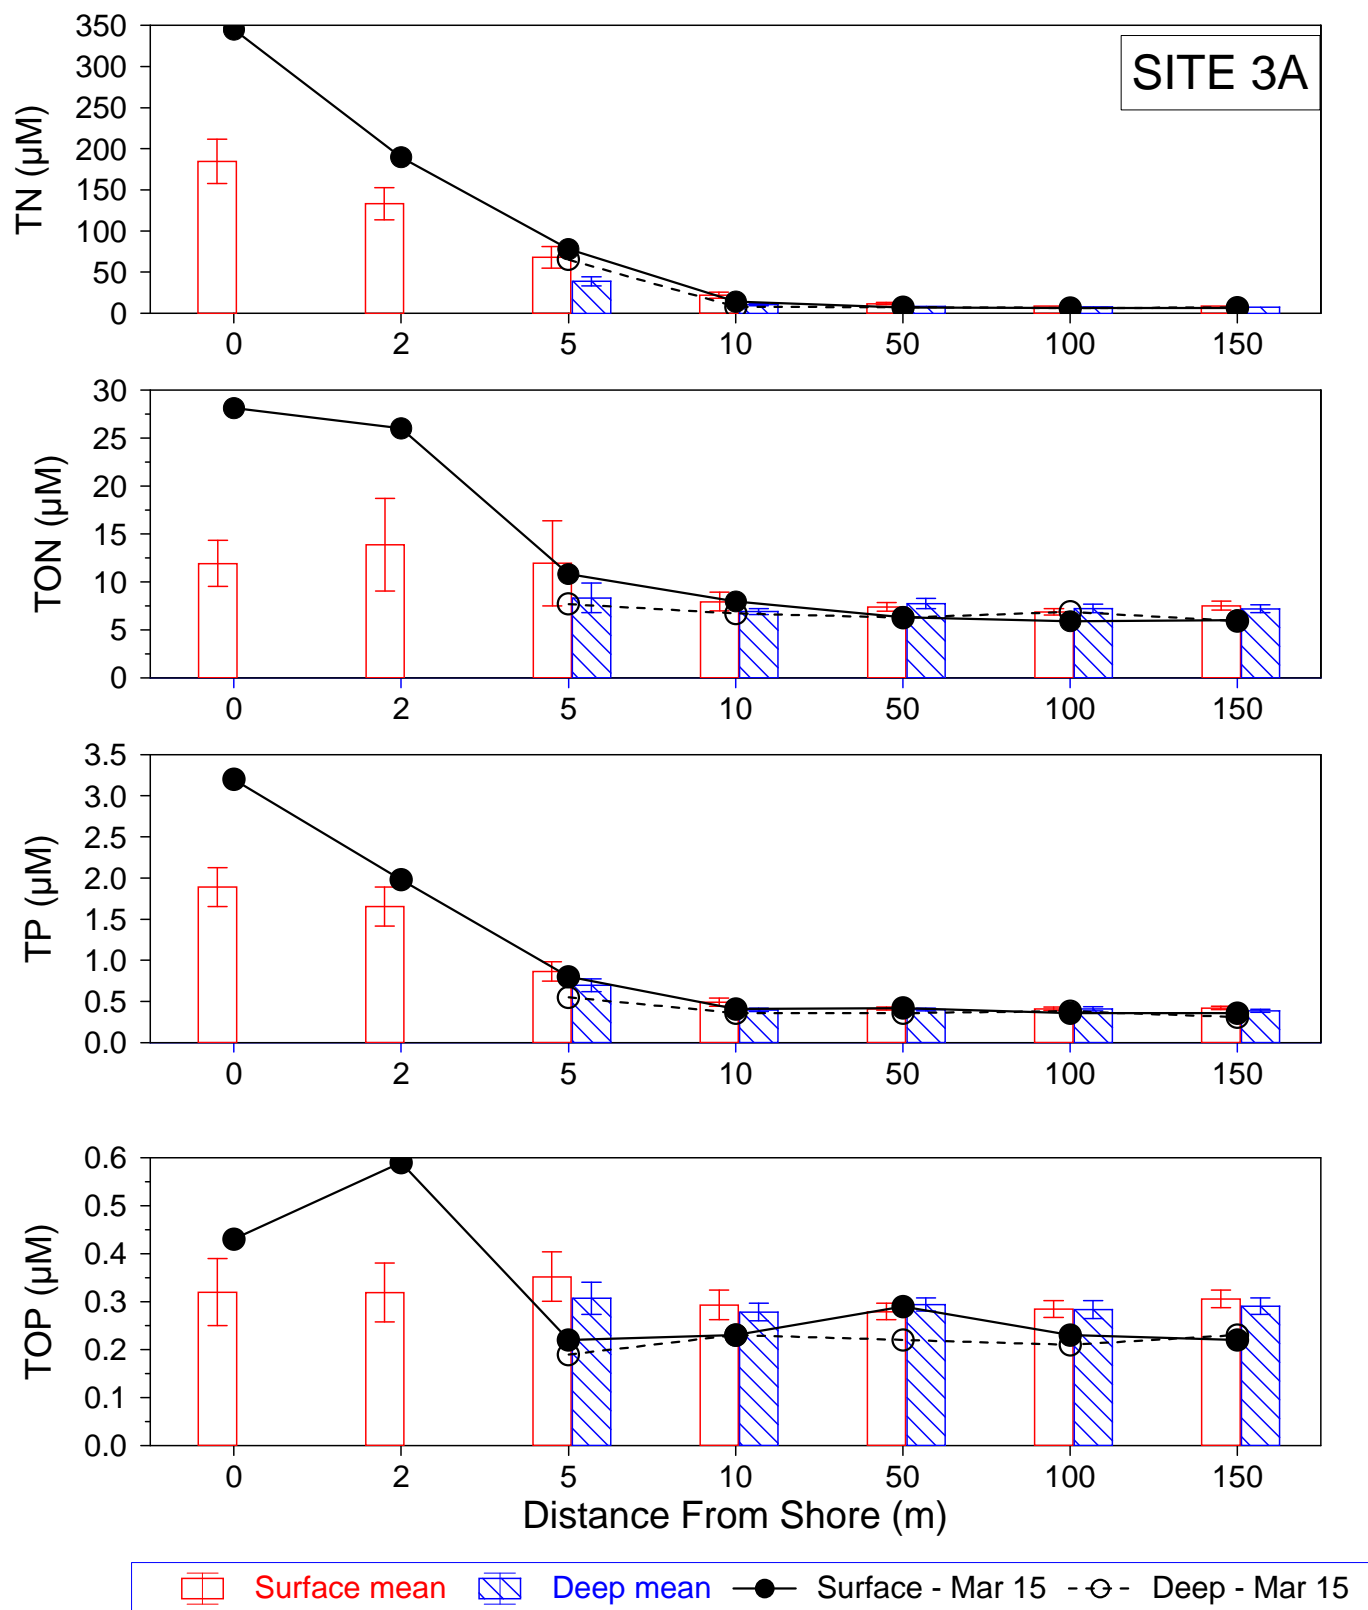 SITE 3A
TN (µM)
350
300
250
200
150
100
50
0
0 2 5 10 50 100 150
TON (µM)
30
25
20
15
10
5
0
0 2 5 10 50 100 150
TP (µM)
3.5
3.0
2.5
2.0
1.5
1.0
0.5
0.0
0 2 5 10 50 100 150
TOP (µM)
0.6
0.5
0.4
0.3
0.2
0.1
0.0
0 2 5 10 50 100 150
Distance From Shore (m)
Surface mean Deep mean Surface - Mar 15 Deep - Mar 15